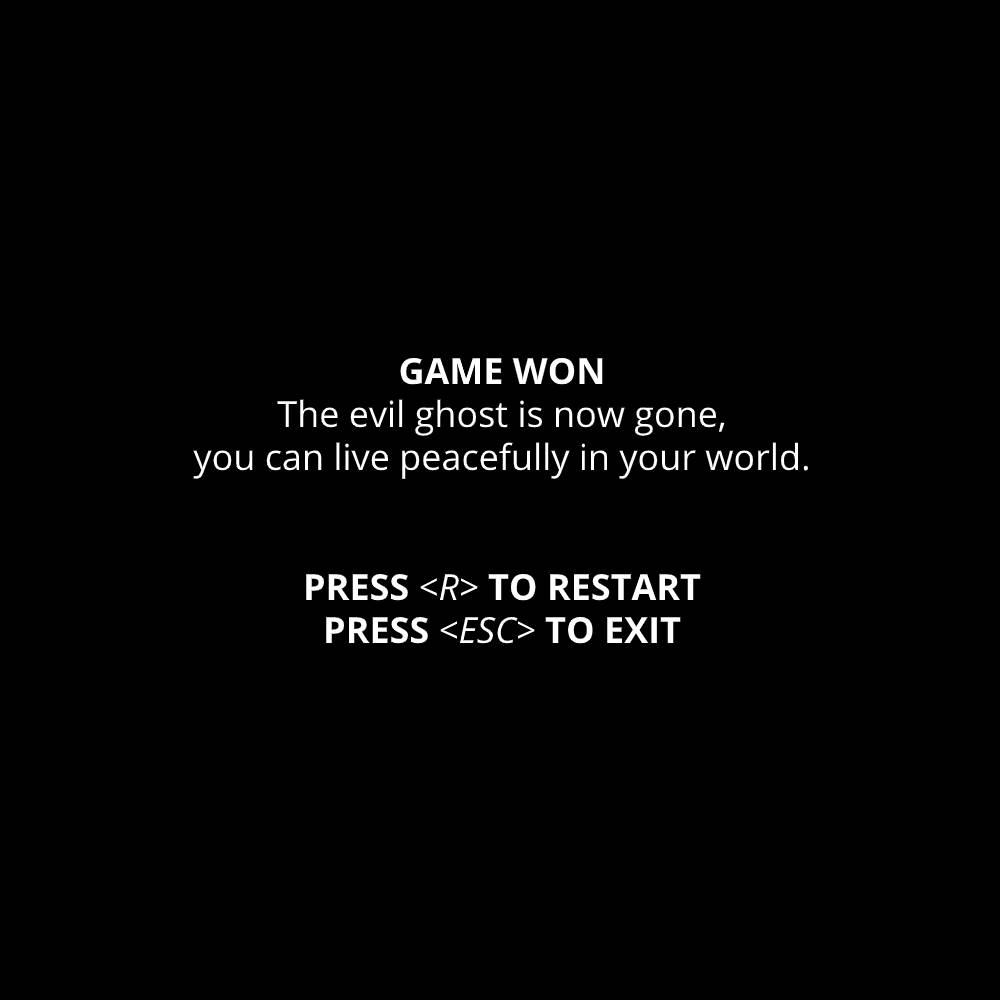 GAME WON
The evil ghost is now gone,
you can live peacefully in your world.
PRESS <R> TO RESTART
PRESS <ESC> TO EXIT